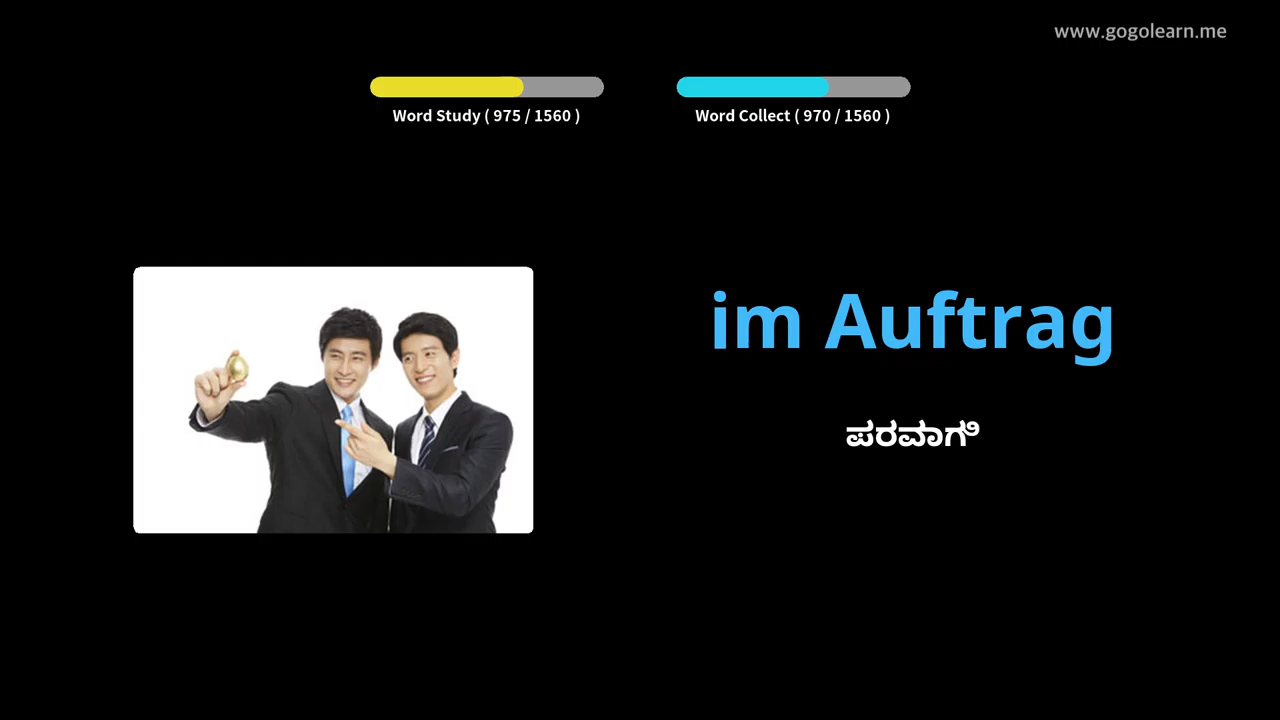 www.gogolearn.me
Word Study ( 975 / 1560 )
Word Collect ( 970 / 1560 )
im Auftrag
ಪರವಾಗಿ